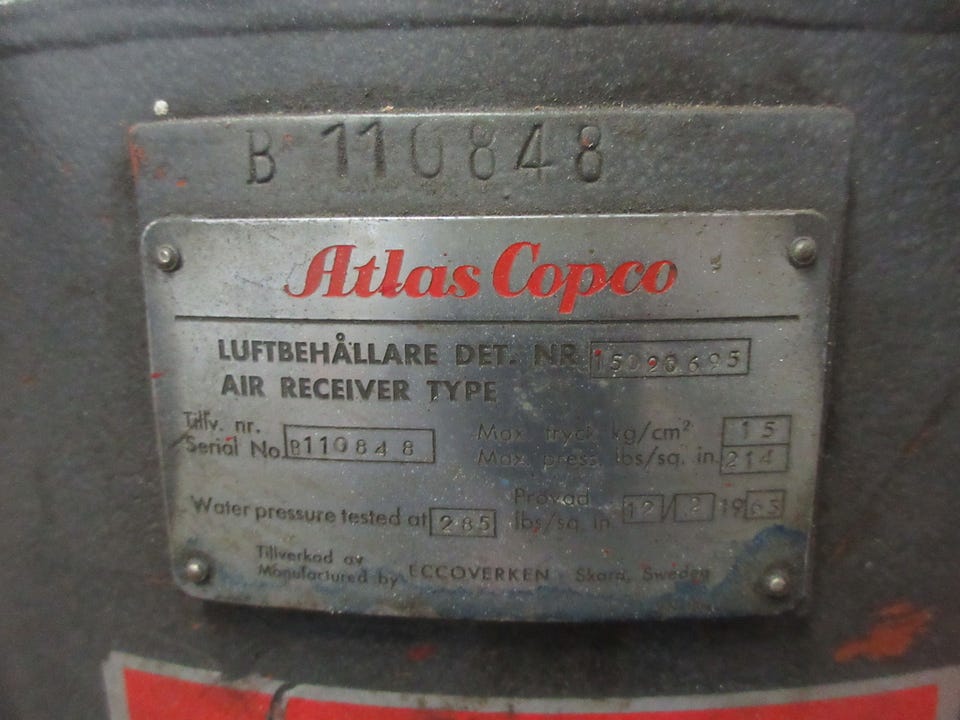 B 110848
Atlas Copco
LUFTBEHÅLLARE DET. NR. 15090695
AIR RECEIVER TYPE
Tillv. nr.
Serial No. B110848
Max. tryck kg/cm² 15
Max. press. lbs/sq. in. 214
Provad
Water pressure tested at 285 lbs/sq. in. 12/ 2 1965
Tillverkad av
Manufactured by ECCOVERKEN Skara, Sweden